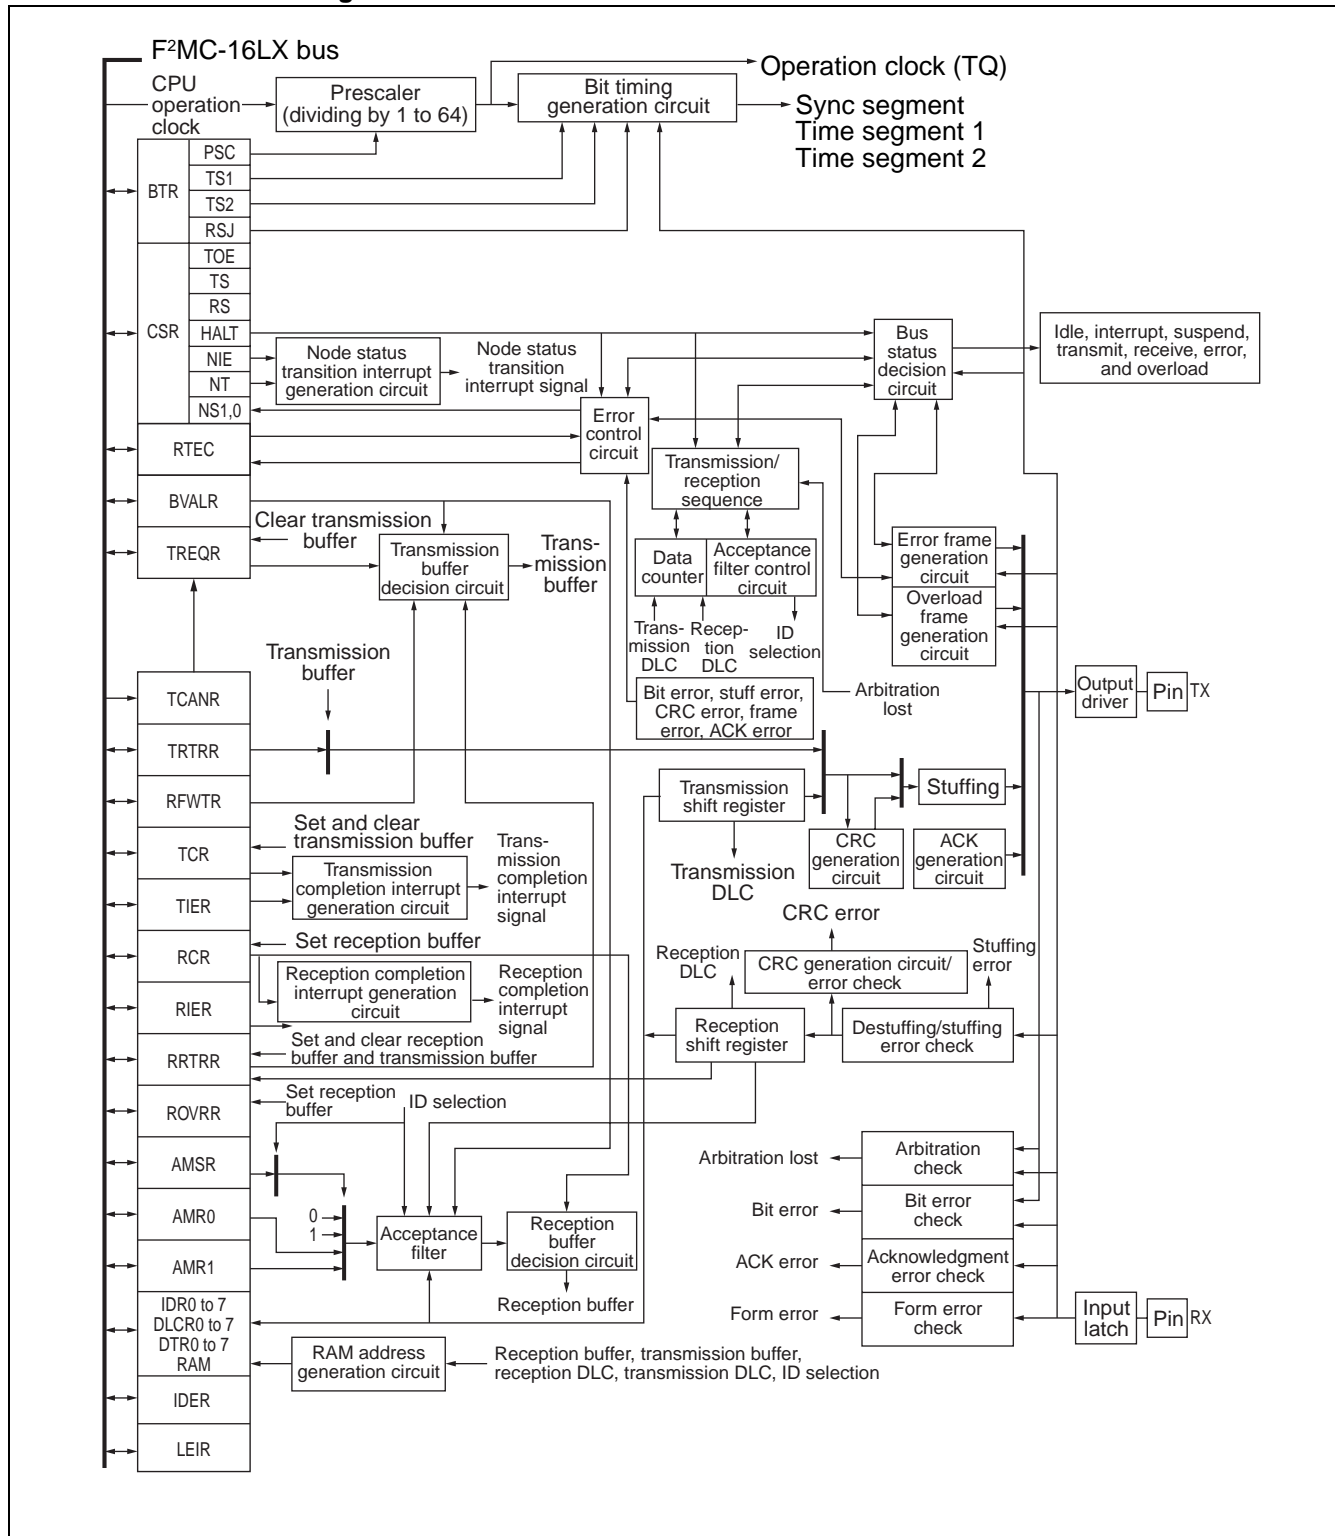 F²MC-16LX bus
CPU
operation
clock
Prescaler
(dividing by 1 to 64)
Bit timing
generation circuit
Operation clock (TQ)
Sync segment
Time segment 1
Time segment 2
BTR
PSC
TS1
TS2
RSJ
CSR
TOE
TS
RS
HALT
NIE
NT
NS1,0
Node status
transition interrupt
generation circuit
Node status
transition
interrupt signal
Bus
status
decision
circuit
Idle, interrupt, suspend,
transmit, receive, error,
and overload
Error
control
circuit
RTEC
Transmission/
reception
sequence
BVALR
TREQR
Clear transmission
buffer
Transmission
buffer
decision circuit
Trans-
mission
buffer
Data
counter
Acceptance
filter control
circuit
Error frame
generation
circuit
Overload
frame
generation
circuit
Trans-
mission
DLC
Recep-
tion
DLC
ID
selection
Transmission
buffer
Bit error, stuff error,
CRC error, frame
error, ACK error
Arbitration
lost
Output
driver
Pin
TX
TCANR
TRTRR
RFWTR
TCR
TIER
RCR
RIER
RRTRR
ROVRR
AMSR
AMR0
AMR1
IDR0 to 7
DLCR0 to 7
DTR0 to 7
RAM
IDER
LEIR
Transmission
shift register
Stuffing
Transmission
DLC
CRC
generation
circuit
ACK
generation
circuit
Set and clear
transmission buffer
Transmission
completion interrupt
generation circuit
Trans-
mission
completion
interrupt
signal
CRC error
Set reception buffer
Reception completion
interrupt generation
circuit
Reception
completion
interrupt
signal
Reception
DLC
CRC generation circuit/
error check
Stuffing
error
Reception
shift register
Destuffing/stuffing
error check
Set and clear reception
buffer and transmission buffer
Set reception
buffer
ID selection
Arbitration lost
Arbitration
check
Bit error
Bit error
check
0
1
Acceptance
filter
Reception
buffer
decision circuit
ACK error
Acknowledgment
error check
Reception buffer
Form error
Form error
check
Input
latch
Pin
RX
RAM address
generation circuit
Reception buffer, transmission buffer,
reception DLC, transmission DLC, ID selection